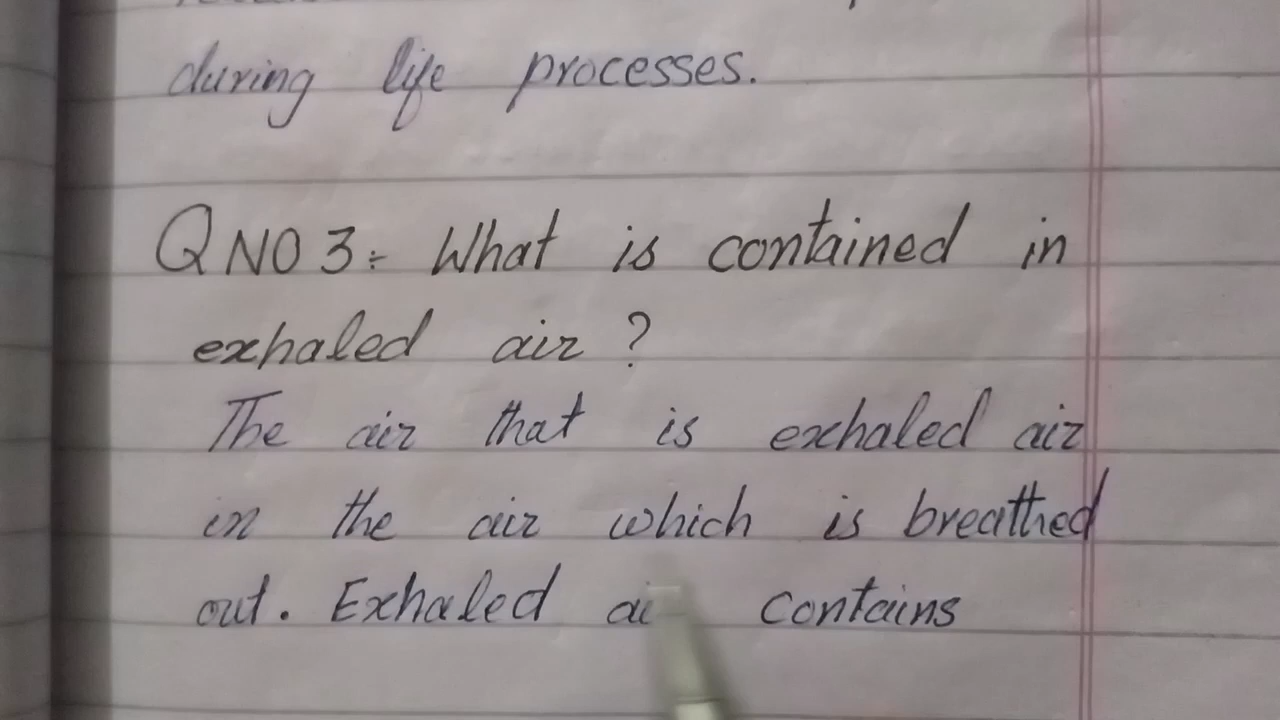 during life processes.
Q NO 3:- What is contained in
exhaled air ?
The air that is exhaled air
in the air which is breathed
out. Exhaled contains